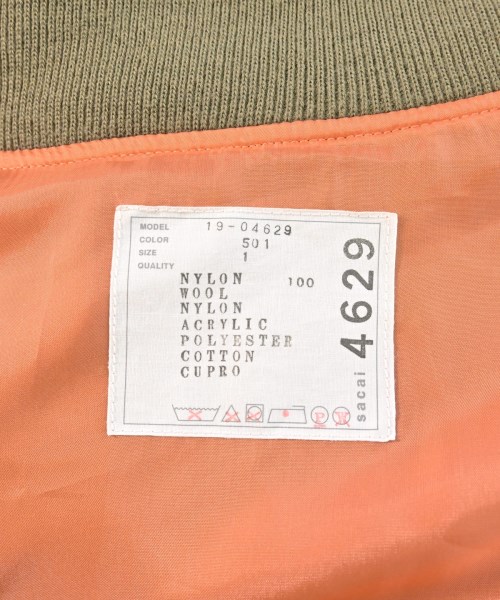 MODEL 19-04629
COLOR 501
SIZE 1
QUALITY
NYLON 100
WOOL
NYLON
ACRYLIC
POLYESTER
COTTON
CUPRO
sacai 4629
P W